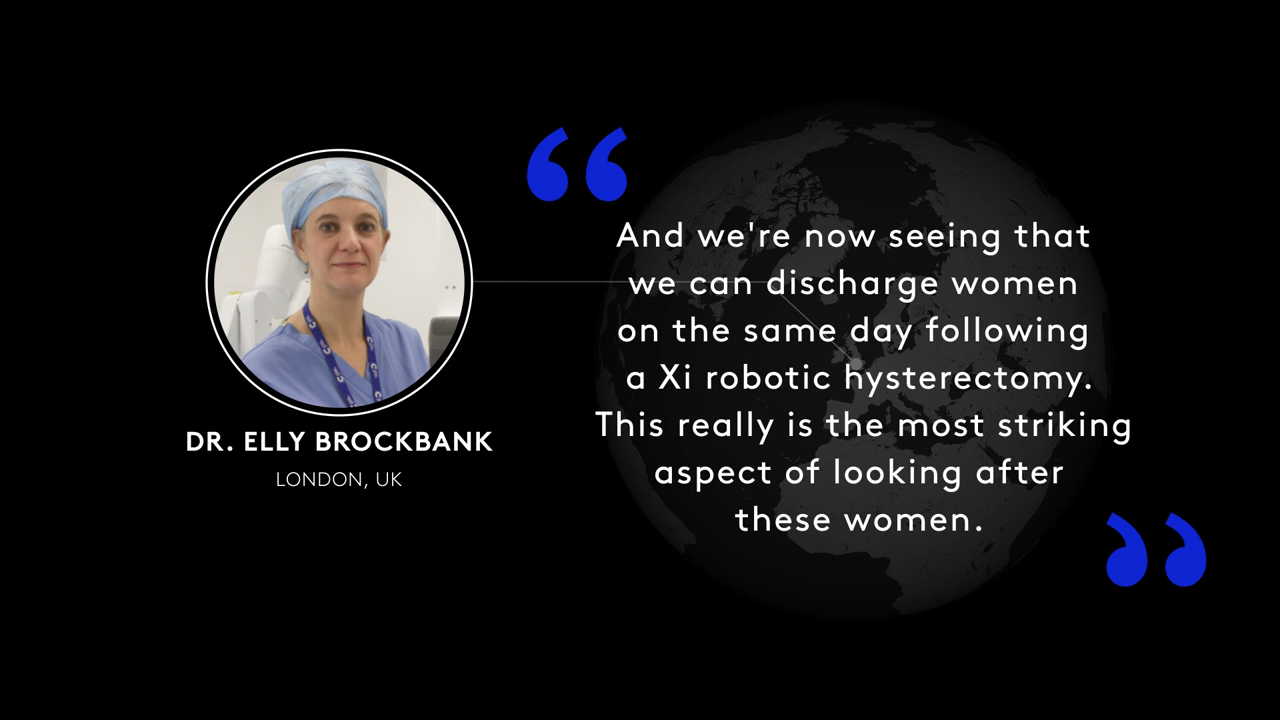 DR. ELLY BROCKBANK
LONDON, UK
And we're now seeing that
we can discharge women
on the same day following
a Xi robotic hysterectomy.
This really is the most striking
aspect of looking after
these women.